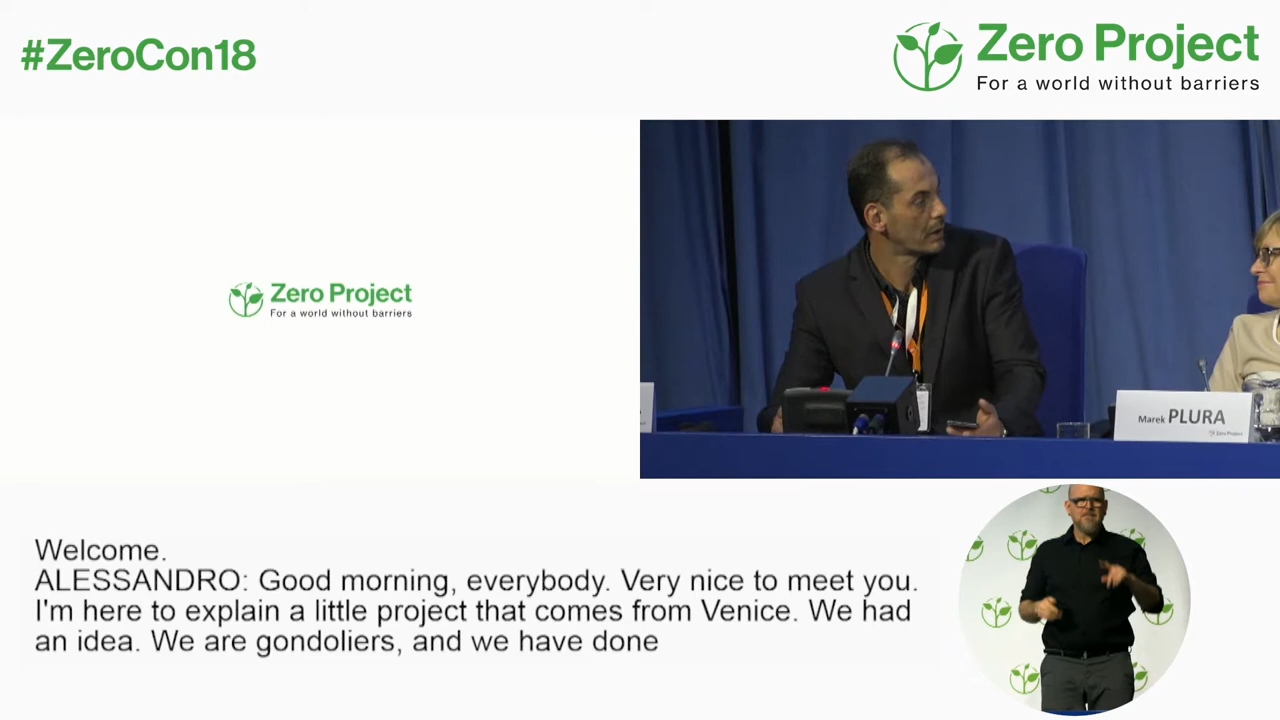 #ZeroCon18
Zero Project
For a world without barriers
Zero Project
For a world without barriers
Marek PLURA
Zero Project
Welcome.
ALESSANDRO: Good morning, everybody. Very nice to meet you.
I'm here to explain a little project that comes from Venice. We had
an idea. We are gondoliers, and we have done